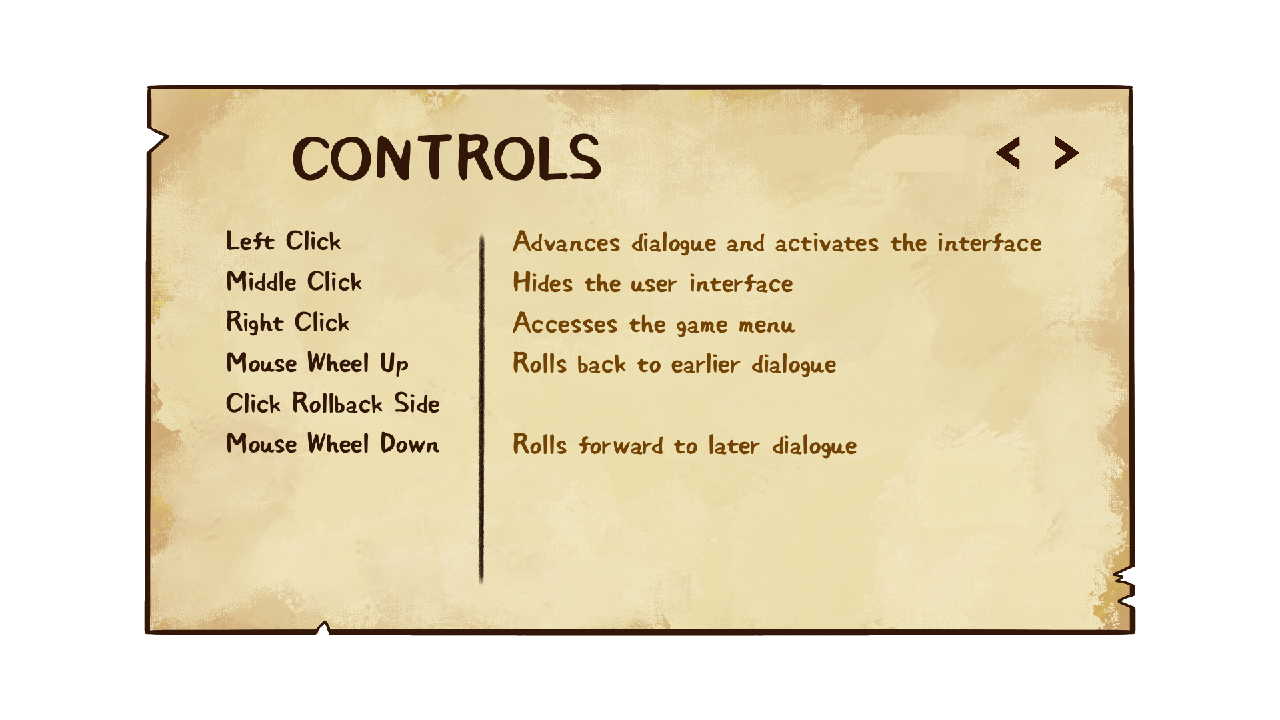 CONTROLS < >
Left Click Advances dialogue and activates the interface
Middle Click Hides the user interface
Right Click Accesses the game menu
Mouse Wheel Up Rolls back to earlier dialogue
Click Rollback Side
Mouse Wheel Down Rolls forward to later dialogue